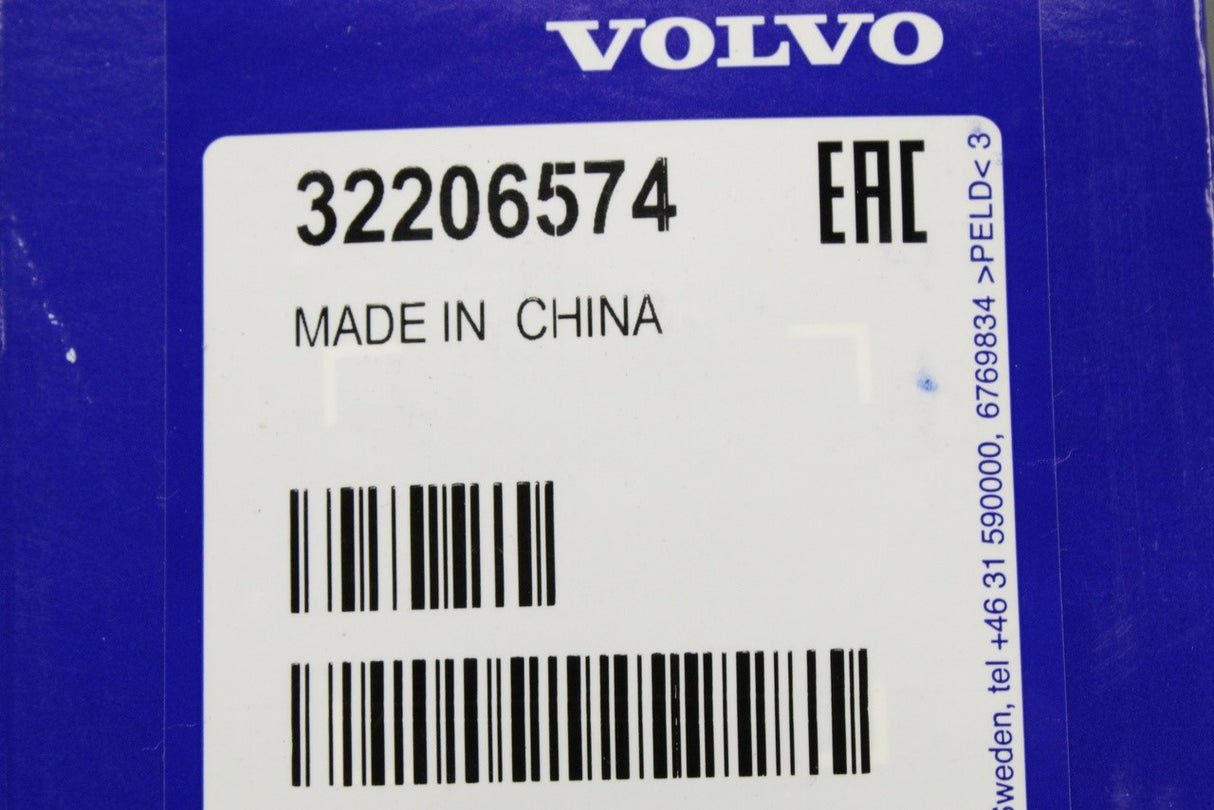 VOLVO
32206574
EAC
MADE IN CHINA
Sweden, tel +46 31 590000, 6769834 >PELD< 3